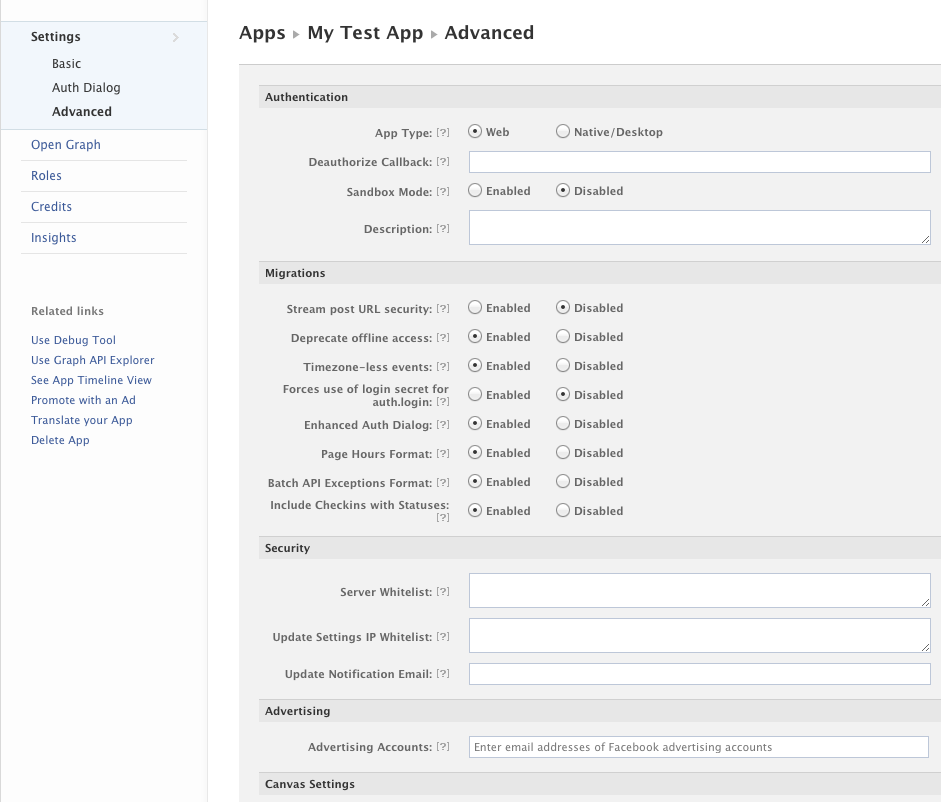 Settings
Basic
Auth Dialog
Advanced
Open Graph
Roles
Credits
Insights
Related links
Use Debug Tool
Use Graph API Explorer
See App Timeline View
Promote with an Ad
Translate your App
Delete App
Apps ▸ My Test App ▸ Advanced
Authentication
App Type: [?] Web Native/Desktop
Deauthorize Callback: [?]
Sandbox Mode: [?] Enabled Disabled
Description: [?]
Migrations
Stream post URL security: [?] Enabled Disabled
Deprecate offline access: [?] Enabled Disabled
Timezone-less events: [?] Enabled Disabled
Forces use of login secret for
auth.login: [?] Enabled Disabled
Enhanced Auth Dialog: [?] Enabled Disabled
Page Hours Format: [?] Enabled Disabled
Batch API Exceptions Format: [?] Enabled Disabled
Include Checkins with Statuses:
[?] Enabled Disabled
Security
Server Whitelist: [?]
Update Settings IP Whitelist: [?]
Update Notification Email: [?]
Advertising
Advertising Accounts: [?] Enter email addresses of Facebook advertising accounts
Canvas Settings